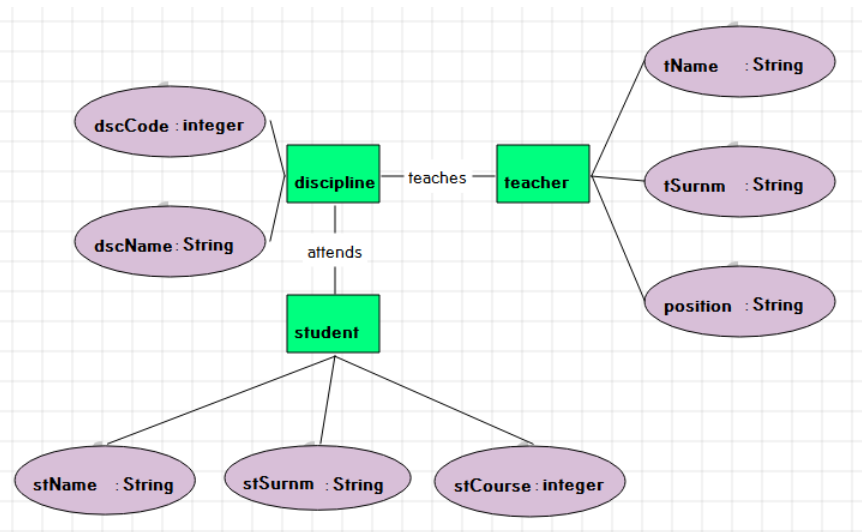 tName : String
dscCode : integer
discipline
teaches
teacher
tSurnm : String
dscName : String
attends
position : String
student
stName : String
stSurnm : String
stCourse : integer